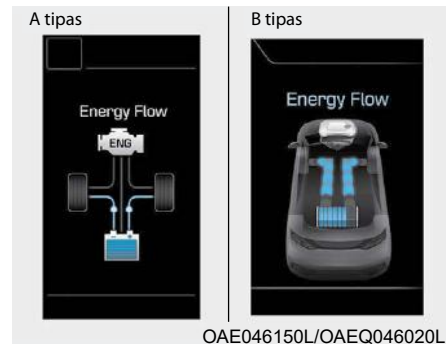 A tipas
B tipas
Energy Flow
ENG
Energy Flow
OAE046150L/OAEQ046020L